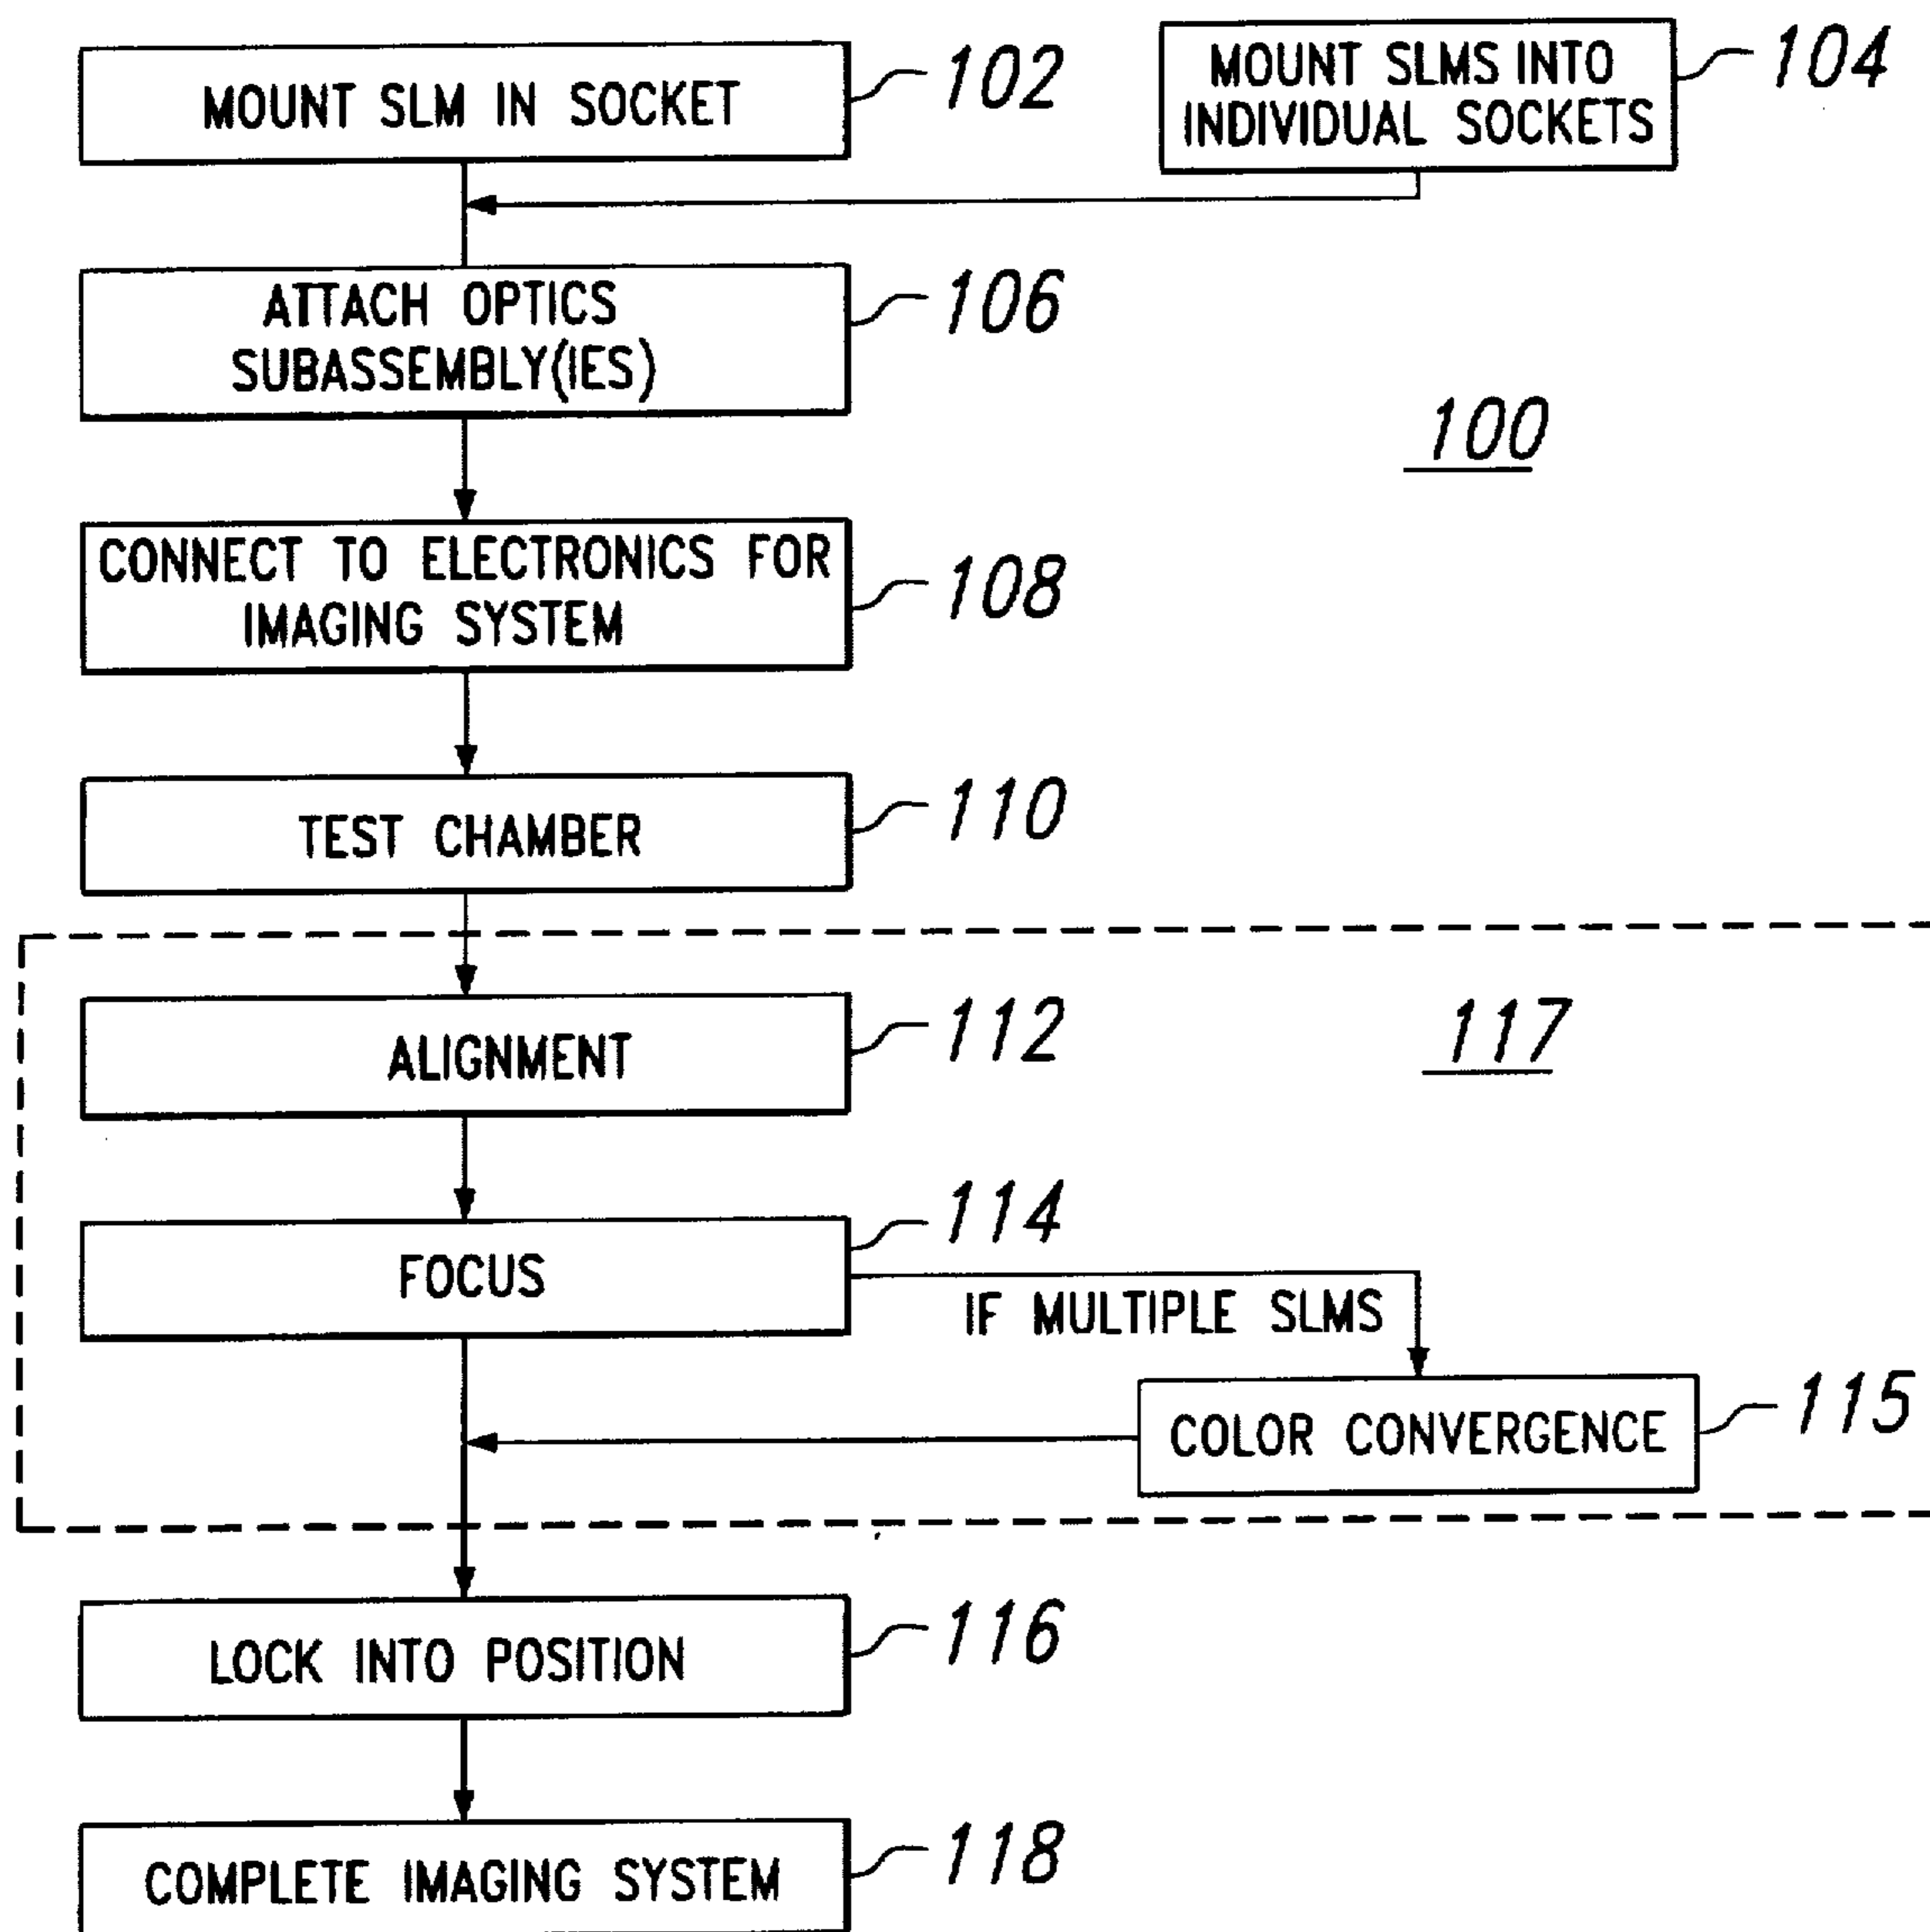 MOUNT SLM IN SOCKET
102
MOUNT SLMS INTO
INDIVIDUAL SOCKETS
104
ATTACH OPTICS
SUBASSEMBLY(IES)
106
100
CONNECT TO ELECTRONICS FOR
IMAGING SYSTEM
108
TEST CHAMBER
110
ALIGNMENT
112
117
FOCUS
114
IF MULTIPLE SLMS
COLOR CONVERGENCE
115
LOCK INTO POSITION
116
COMPLETE IMAGING SYSTEM
118